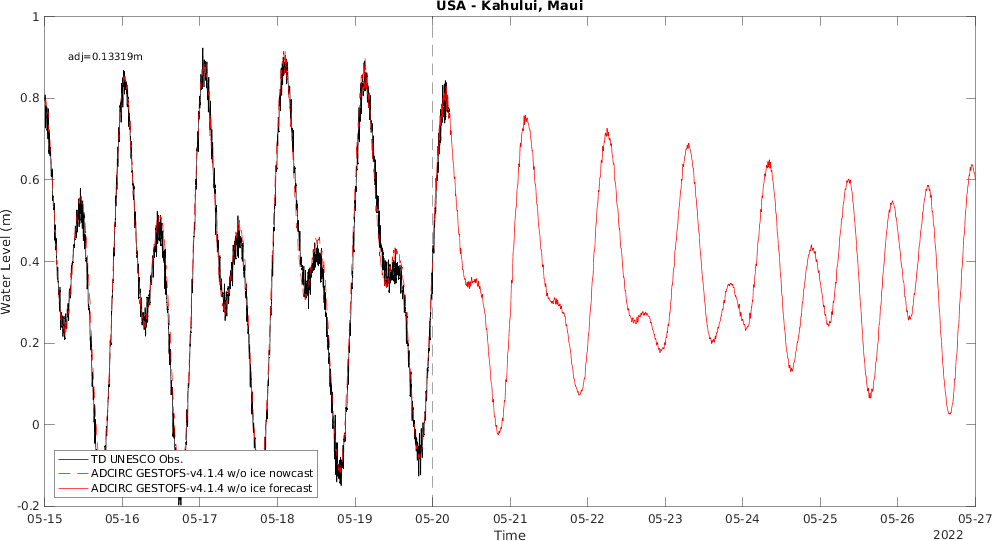 USA - Kahului, Maui
adj=0.13319m
Water Level (m)
1
0.8
0.6
0.4
0.2
0
-0.2
TD UNESCO Obs.
ADCIRC GESTOFS-v4.1.4 w/o ice nowcast
ADCIRC GESTOFS-v4.1.4 w/o ice forecast
05-15 05-16 05-17 05-18 05-19 05-20 05-21 05-22 05-23 05-24 05-25 05-26 05-27
Time
2022